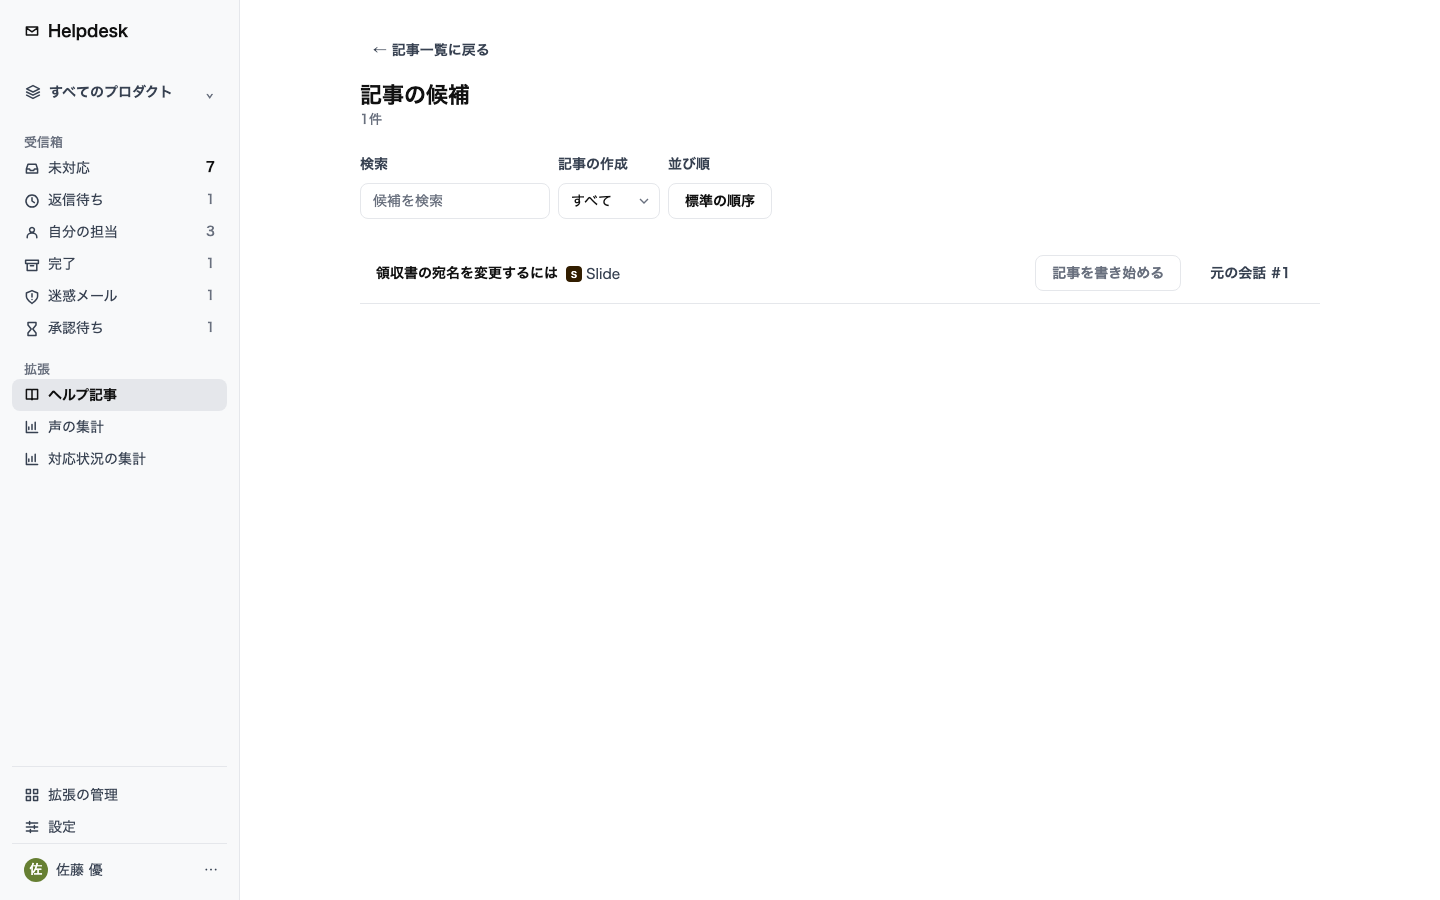 Helpdesk
すべてのプロダクト
受信箱
未対応 7
返信待ち 1
自分の担当 3
完了 1
迷惑メール 1
承認待ち 1
拡張
ヘルプ記事
声の集計
対応状況の集計
拡張の管理
設定
佐 佐藤 優 …
← 記事一覧に戻る
記事の候補
1件
検索 記事の作成 並び順
候補を検索 すべて 標準の順序
領収書の宛名を変更するには S Slide 記事を書き始める 元の会話 #1